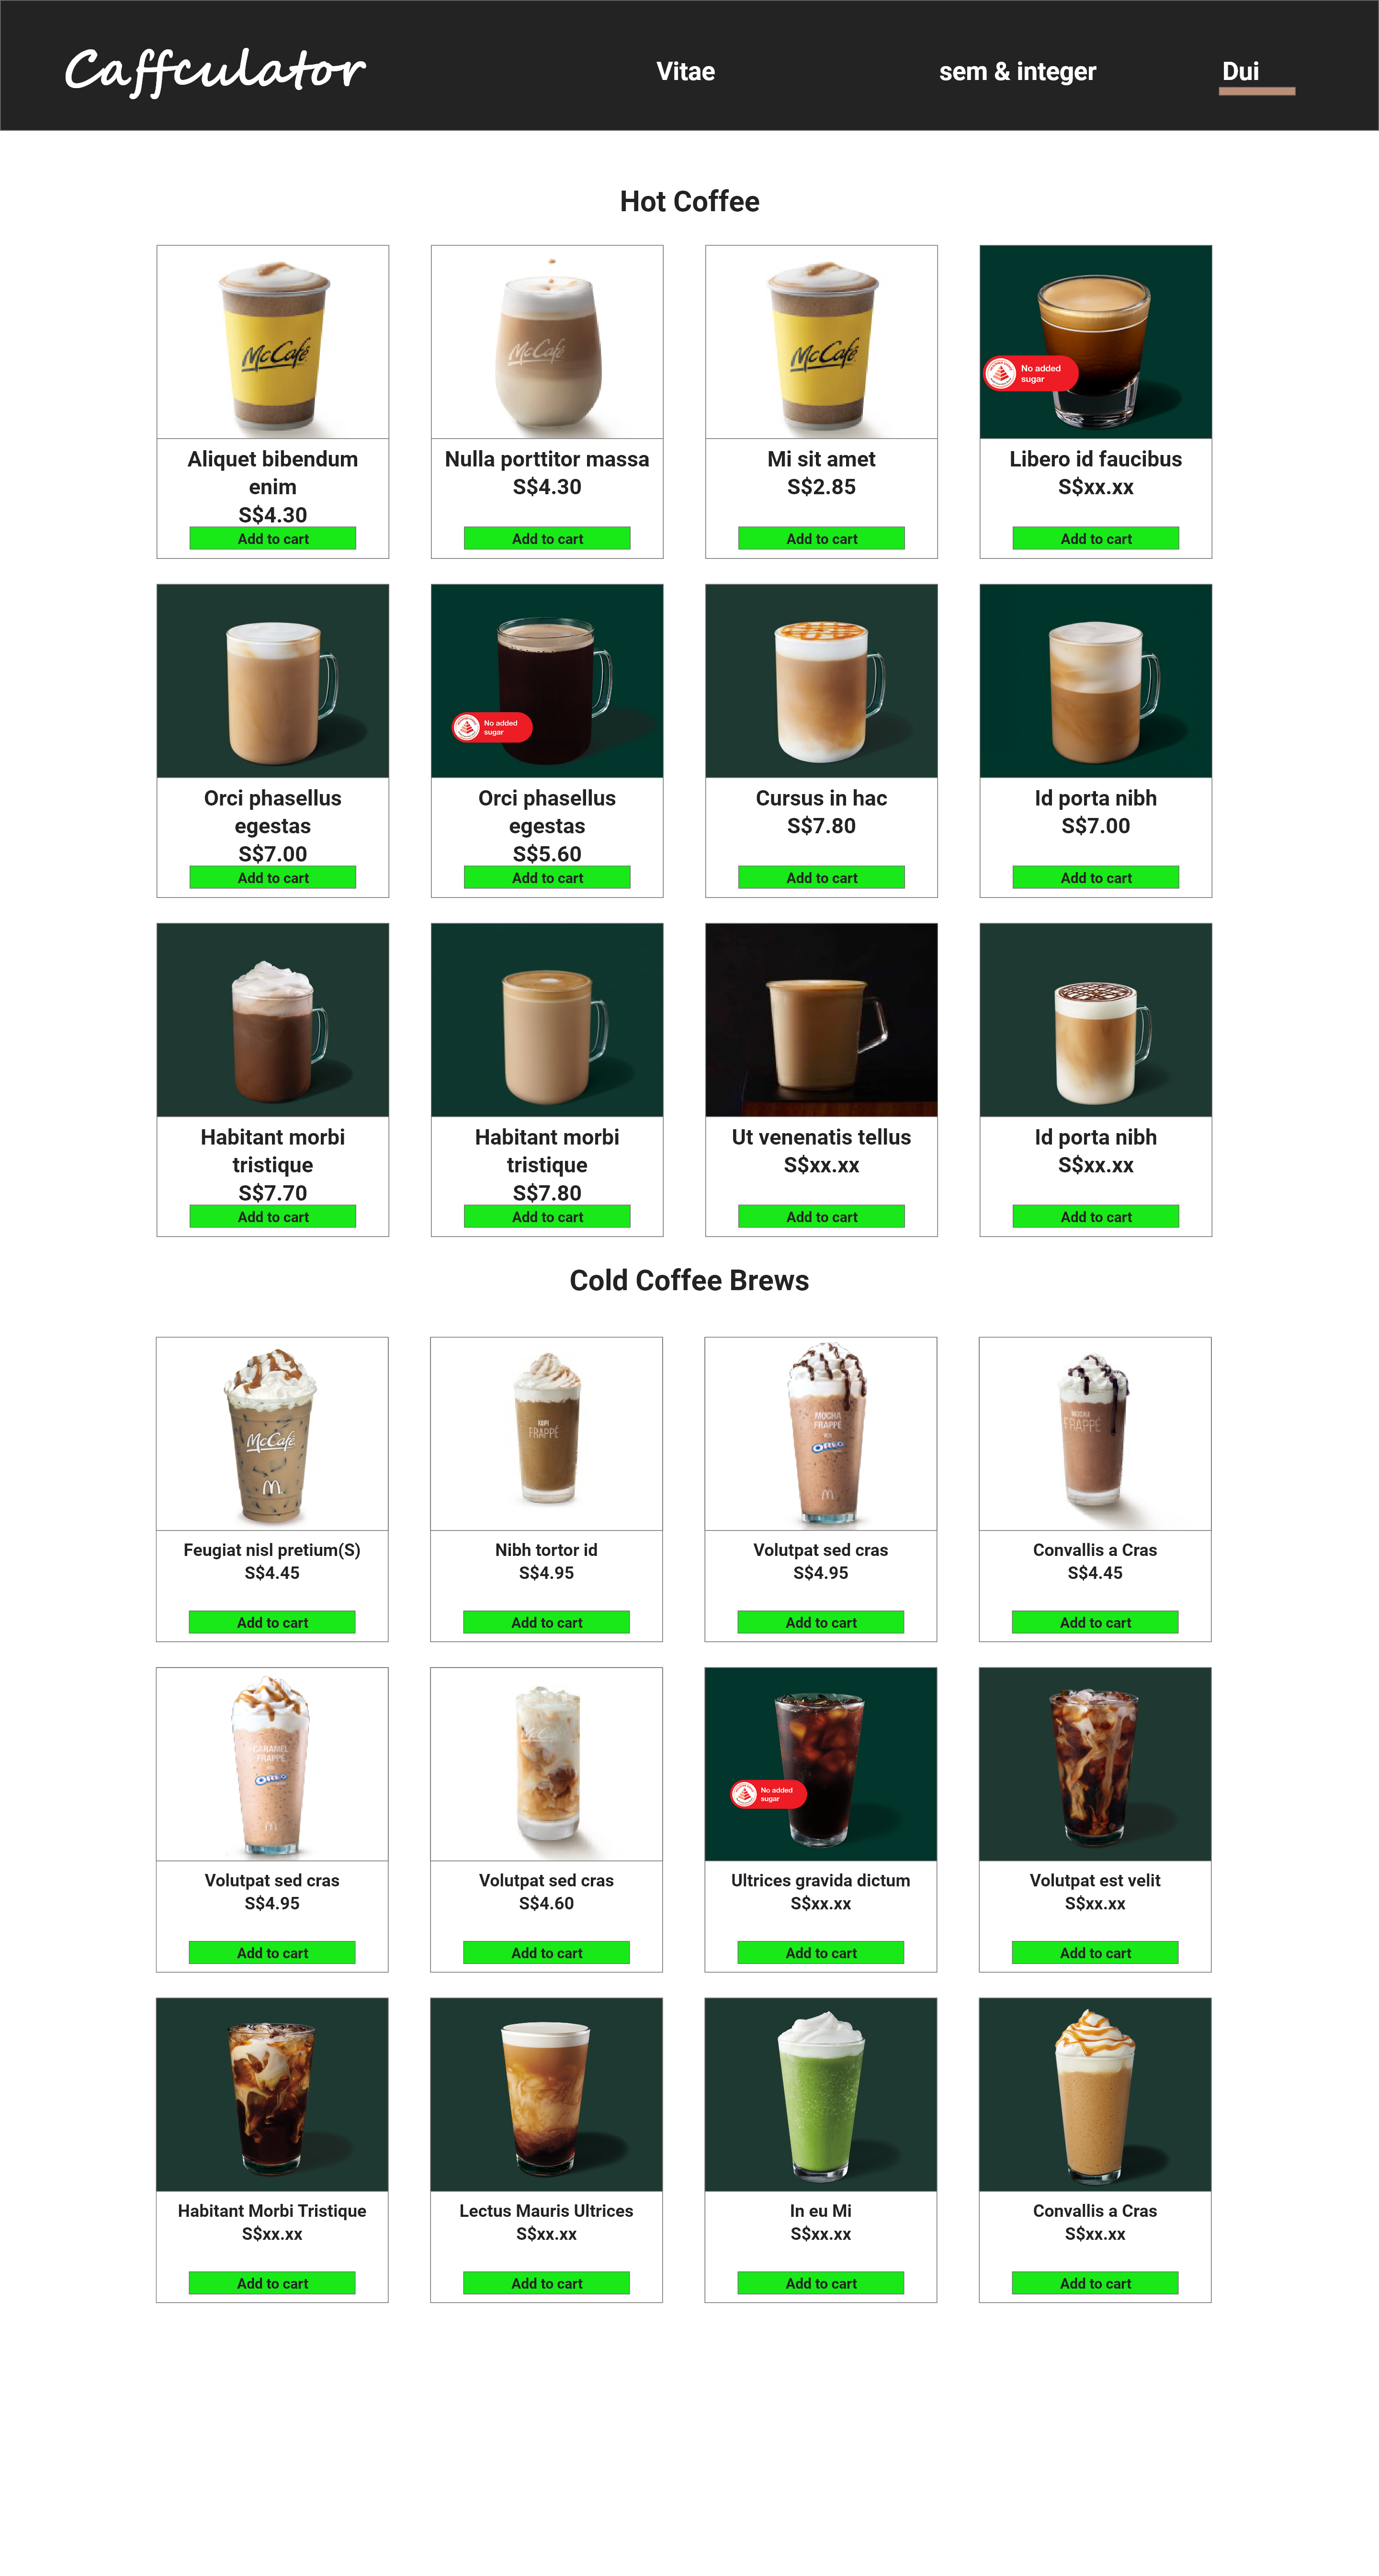 Caffculator
Vitae
sem & integer
Dui
Hot Coffee
McCafé
McCafé
McCafé
No added
sugar
Aliquet bibendum
enim
S$4.30
Add to cart
Nulla porttitor massa
S$4.30
Add to cart
Mi sit amet
S$2.85
Add to cart
Libero id faucibus
S$xx.xx
Add to cart
No added
sugar
Orci phasellus
egestas
S$7.00
Add to cart
Orci phasellus
egestas
S$5.60
Add to cart
Cursus in hac
S$7.80
Add to cart
Id porta nibh
S$7.00
Add to cart
Habitant morbi
tristique
S$7.70
Add to cart
Habitant morbi
tristique
S$7.80
Add to cart
Ut venenatis tellus
S$xx.xx
Add to cart
Id porta nibh
S$xx.xx
Add to cart
Cold Coffee Brews
McCafé
KOPI
FRAPPÉ
MOCHA
FRAPPÉ
OREO
MOCHA
FRAPPÉ
Feugiat nisl pretium(S)
S$4.45
Add to cart
Nibh tortor id
S$4.95
Add to cart
Volutpat sed cras
S$4.95
Add to cart
Convallis a Cras
S$4.45
Add to cart
CARAMEL
FRAPPÉ
OREO
McCafé
No added
sugar
Volutpat sed cras
S$4.95
Add to cart
Volutpat sed cras
S$4.60
Add to cart
Ultrices gravida dictum
S$xx.xx
Add to cart
Volutpat est velit
S$xx.xx
Add to cart
Habitant Morbi Tristique
S$xx.xx
Add to cart
Lectus Mauris Ultrices
S$xx.xx
Add to cart
In eu Mi
S$xx.xx
Add to cart
Convallis a Cras
S$xx.xx
Add to cart